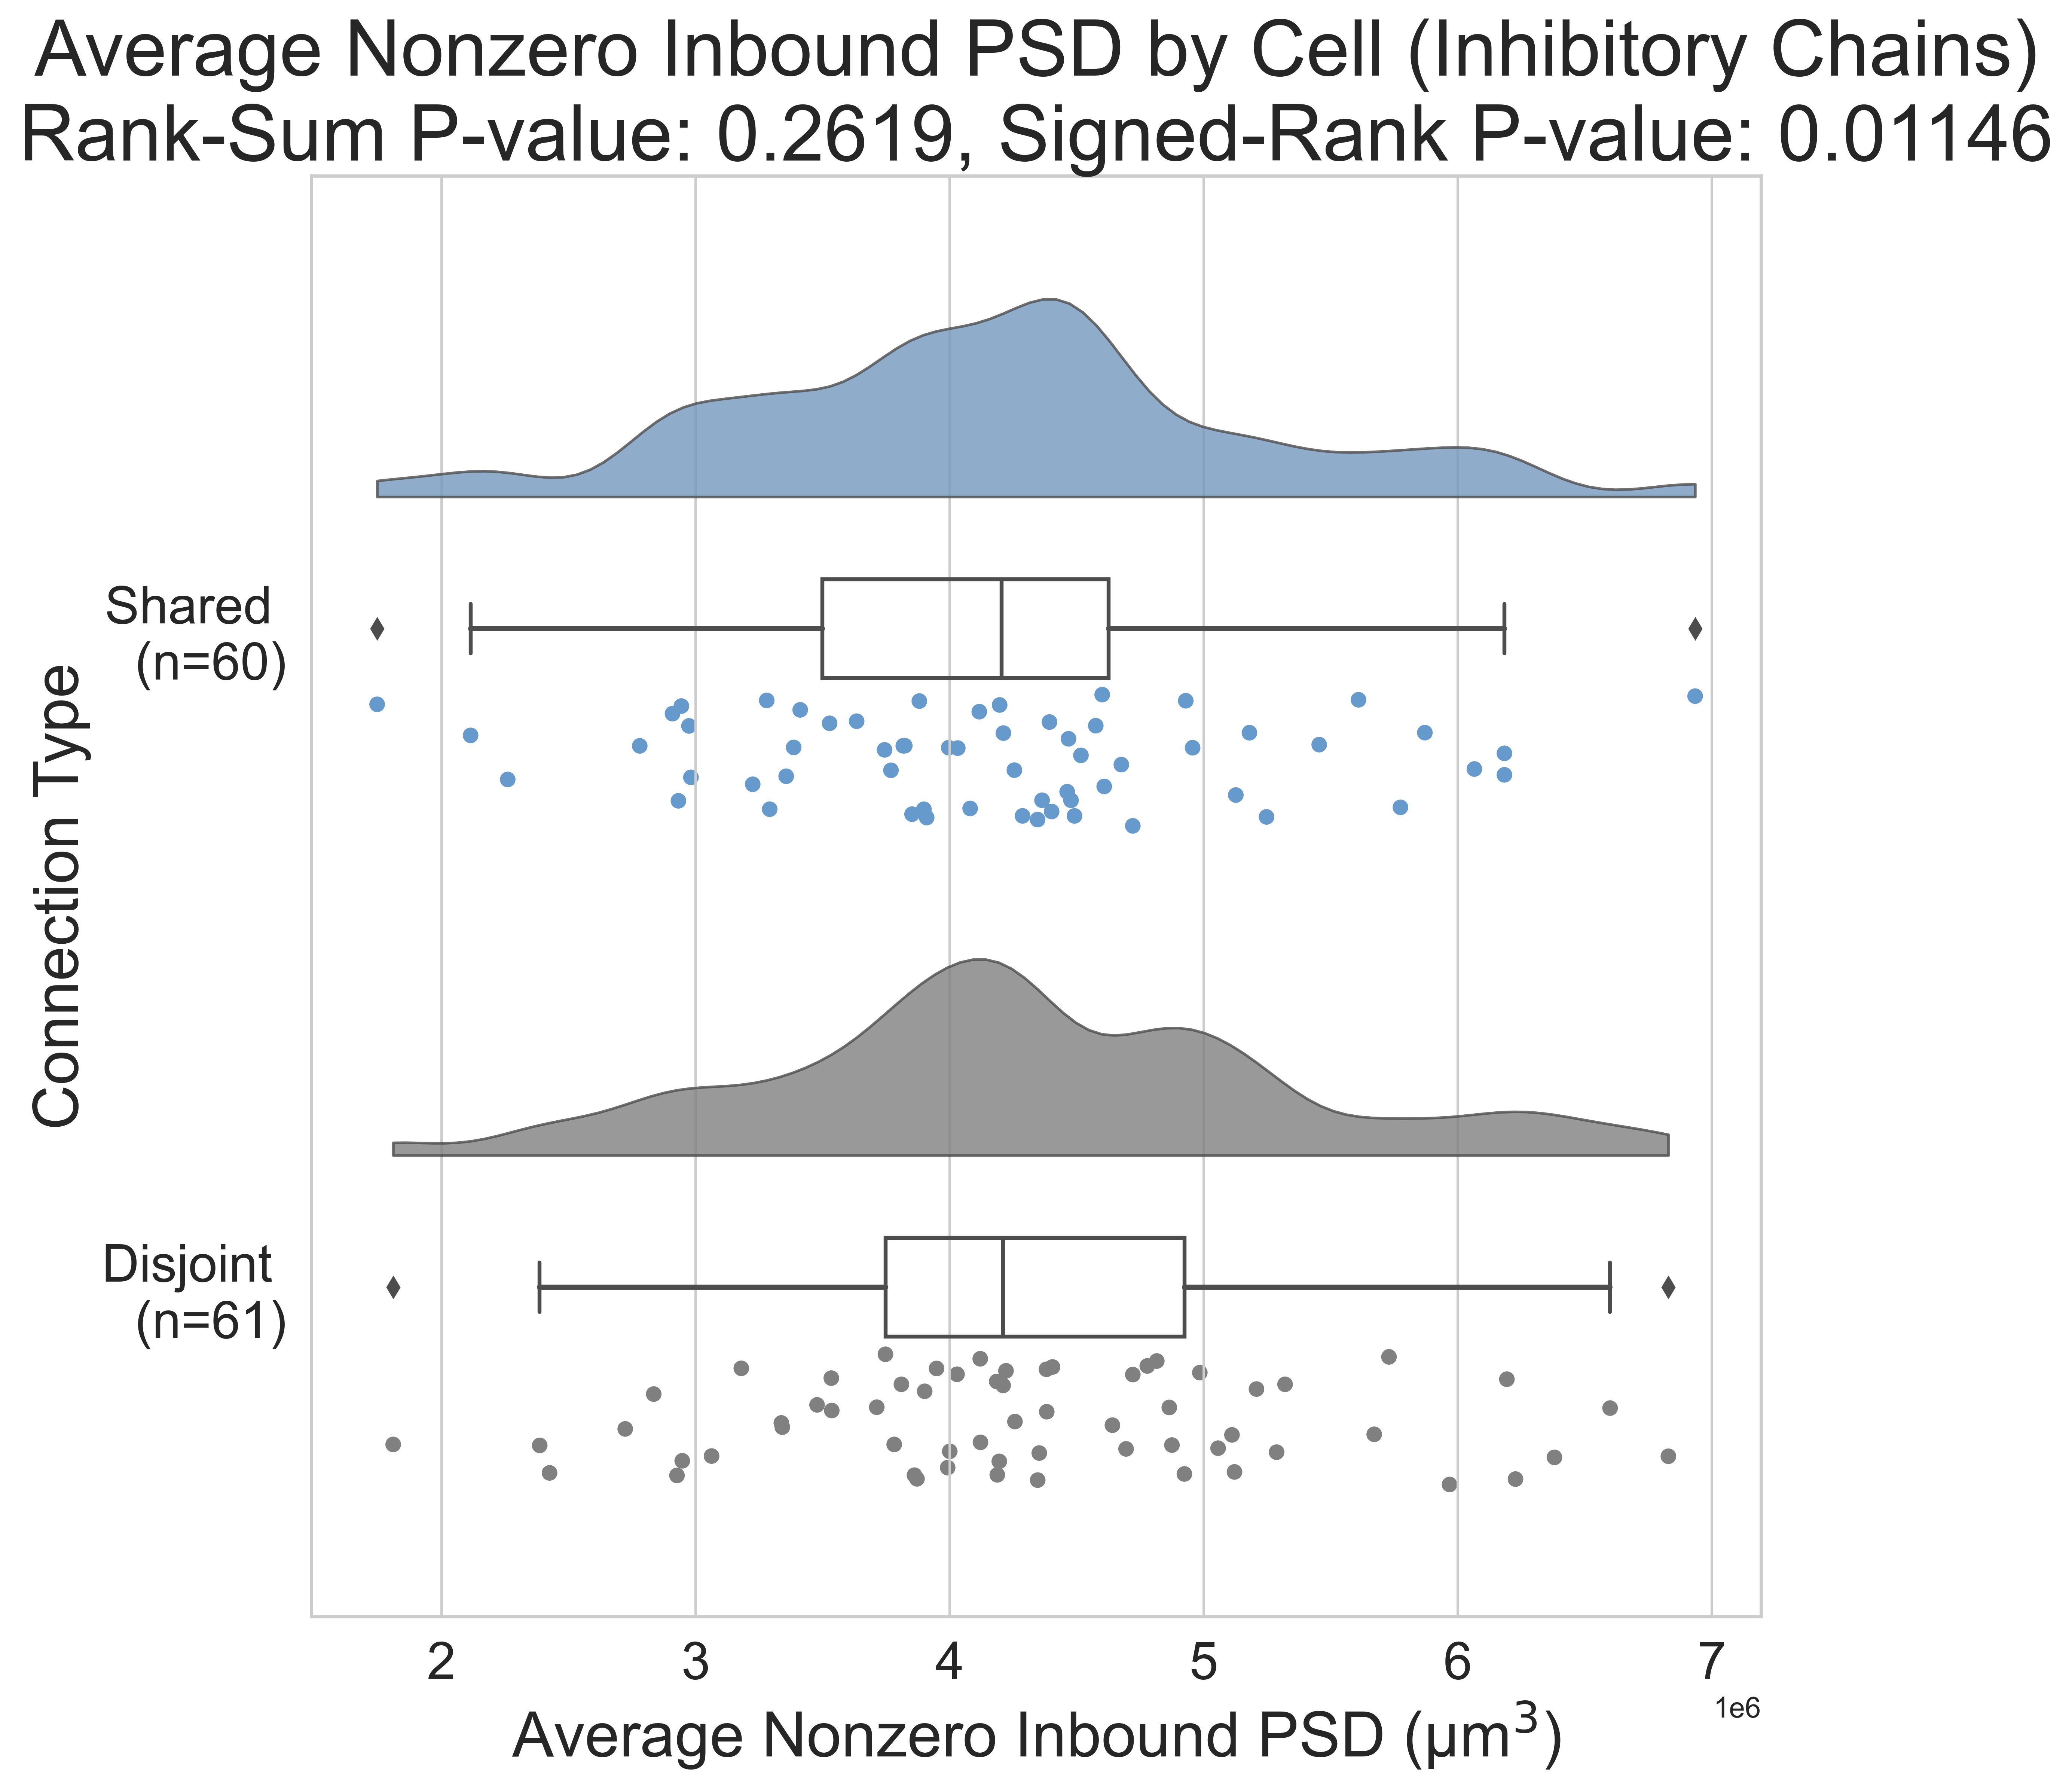 Average Nonzero Inbound PSD by Cell (Inhibitory Chains)
Rank-Sum P-value: 0.2619, Signed-Rank P-value: 0.01146
Connection Type
Shared
(n=60)
Disjoint
(n=61)
2 3 4 5 6 7
1e6
Average Nonzero Inbound PSD (μm³)